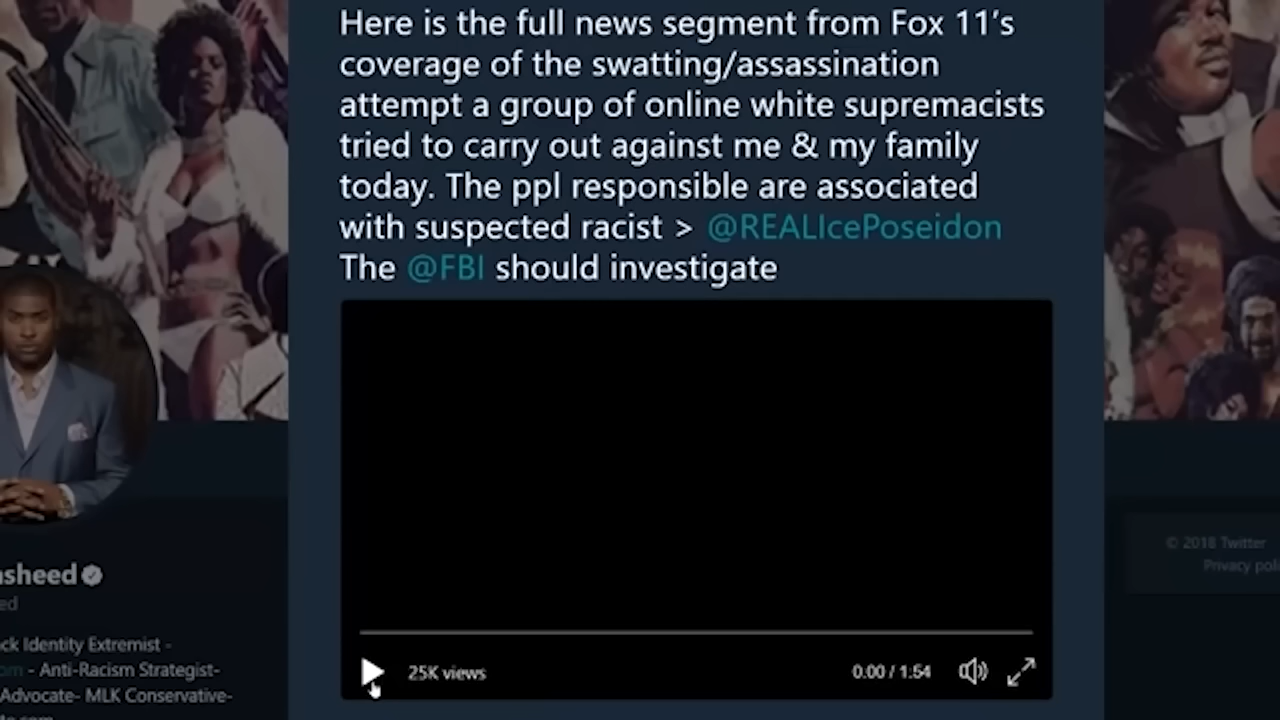 Here is the full news segment from Fox 11's
coverage of the swatting/assassination
attempt a group of online white supremacists
tried to carry out against me & my family
today. The ppl responsible are associated
with suspected racist > @REALIcePoseidon
The @FBI should investigate
25K views
0:00 / 1:54
asheed
ed
ck Identity Extremist -
om - Anti-Racism Strategist-
Advocate- MLK Conservative-
© 2018 Twitter
Privacy poli